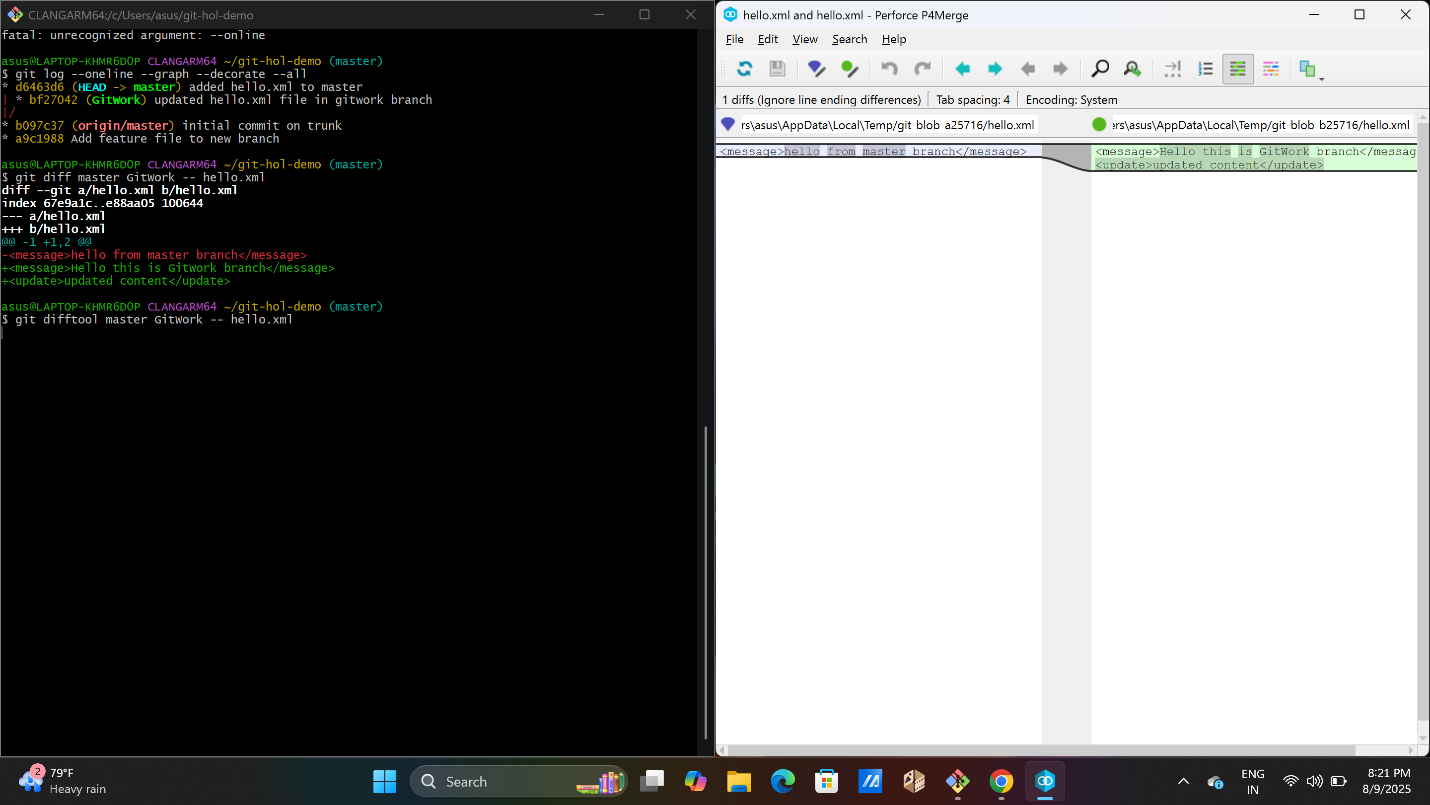 CLANGARM64:/c/Users/asus/git-hol-demo
fatal: unrecognized argument: --online
asus@LAPTOP-KHMR6DOP CLANGARM64 ~/git-hol-demo (master)
$ git log --oneline --graph --decorate --all
* d6463d6 (HEAD -> master) added hello.xml to master
| * bf27042 (GitWork) updated hello.xml file in gitwork branch
|/
* b097c37 (origin/master) initial commit on trunk
* a9c1988 Add feature file to new branch
asus@LAPTOP-KHMR6DOP CLANGARM64 ~/git-hol-demo (master)
$ git diff master GitWork -- hello.xml
diff --git a/hello.xml b/hello.xml
index 67e9a1c..e88aa05 100644
--- a/hello.xml
+++ b/hello.xml
@@ -1 +1,2 @@
-<message>hello from master branch</message>
+<message>Hello this is GitWork branch</message>
+<update>updated content</update>
asus@LAPTOP-KHMR6DOP CLANGARM64 ~/git-hol-demo (master)
$ git difftool master GitWork -- hello.xml
hello.xml and hello.xml - Perforce P4Merge
File Edit View Search Help
1 diffs (Ignore line ending differences) Tab spacing: 4 Encoding: System
rs\asus\AppData\Local\Temp/git blob a25716/hello.xml
ers\asus\AppData\Local\Temp/git blob b25716/hello.xml
<message>hello from master branch</message>
<message>Hello this is GitWork branch</messag
<update>updated content</update>
2
79°F
Heavy rain
Search
ENG
IN
8:21 PM
8/9/2025